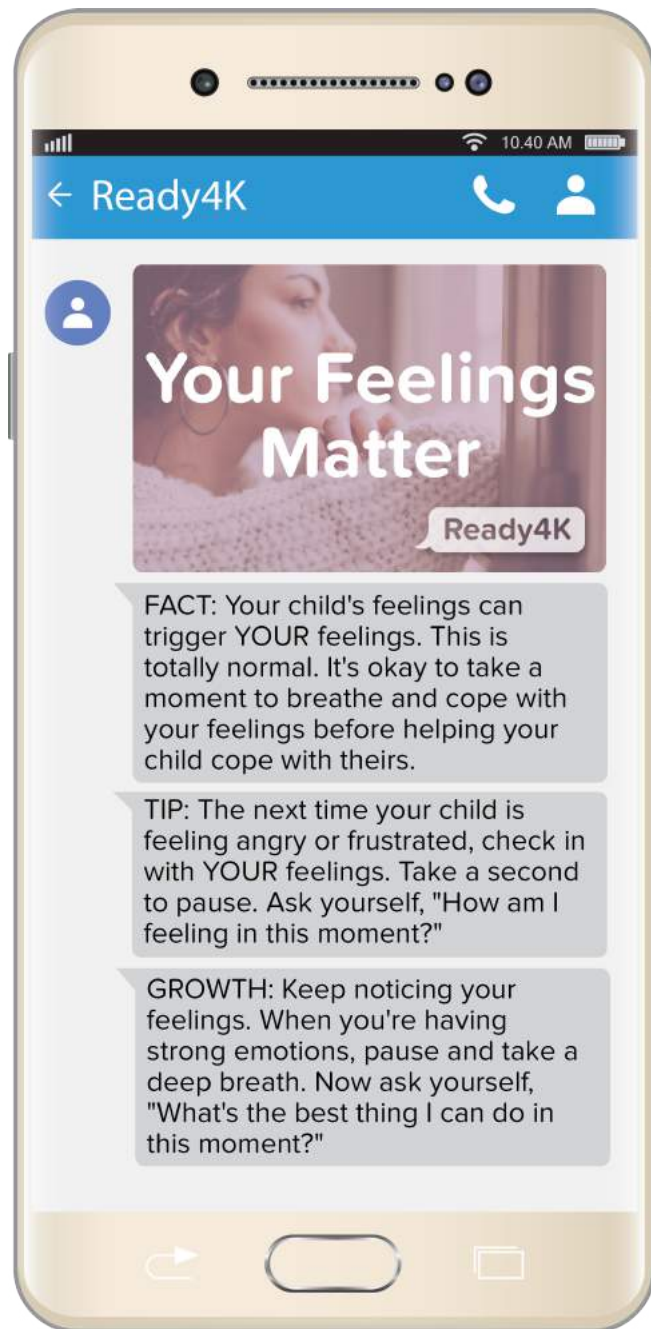 10.40 AM
Ready4K
Your Feelings
Matter
Ready4K
FACT: Your child's feelings can
trigger YOUR feelings. This is
totally normal. It's okay to take a
moment to breathe and cope with
your feelings before helping your
child cope with theirs.
TIP: The next time your child is
feeling angry or frustrated, check in
with YOUR feelings. Take a second
to pause. Ask yourself, "How am I
feeling in this moment?"
GROWTH: Keep noticing your
feelings. When you're having
strong emotions, pause and take a
deep breath. Now ask yourself,
"What's the best thing I can do in
this moment?"